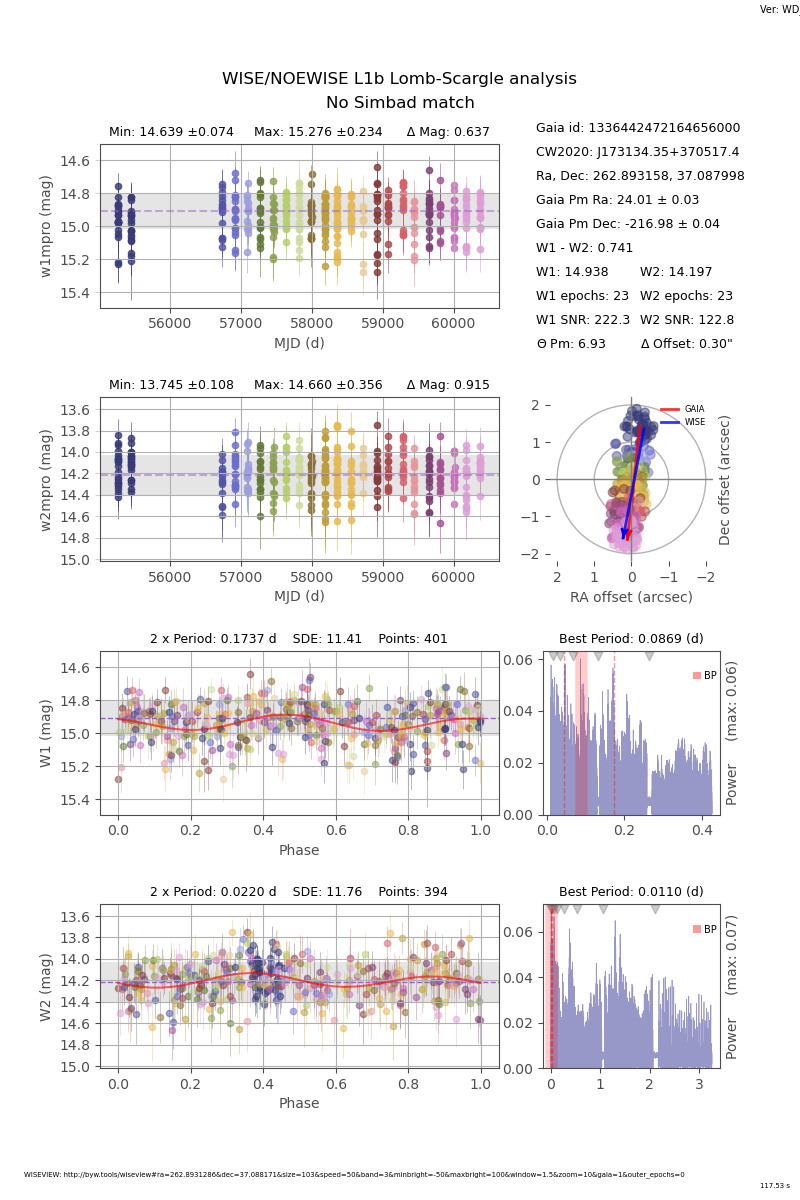 Ver: WD_
WISE/NOEWISE L1b Lomb-Scargle analysis
No Simbad match
Min: 14.639 ±0.074 Max: 15.276 ±0.234 Δ Mag: 0.637
14.6
14.8
15.0
15.2
15.4
w1mpro (mag)
56000 57000 58000 59000 60000
MJD (d)
Gaia id: 1336442472164656000
CW2020: J173134.35+370517.4
Ra, Dec: 262.893158, 37.087998
Gaia Pm Ra: 24.01 ± 0.03
Gaia Pm Dec: -216.98 ± 0.04
W1 - W2: 0.741
W1: 14.938 W2: 14.197
W1 epochs: 23 W2 epochs: 23
W1 SNR: 222.3 W2 SNR: 122.8
Θ Pm: 6.93 Δ Offset: 0.30"
Min: 13.745 ±0.108 Max: 14.660 ±0.356 Δ Mag: 0.915
13.6
13.8
14.0
14.2
14.4
14.6
14.8
15.0
w2mpro (mag)
56000 57000 58000 59000 60000
MJD (d)
GAIA
WISE
2
1
0
−1
−2
Dec offset (arcsec)
2 1 0 −1 −2
RA offset (arcsec)
2 x Period: 0.1737 d SDE: 11.41 Points: 401
14.6
14.8
15.0
15.2
15.4
W1 (mag)
0.0 0.2 0.4 0.6 0.8 1.0
Phase
Best Period: 0.0869 (d)
BP
0.06
0.04
0.02
0.00
Power (max: 0.06)
0.0 0.2 0.4
2 x Period: 0.0220 d SDE: 11.76 Points: 394
13.6
13.8
14.0
14.2
14.4
14.6
14.8
15.0
W2 (mag)
0.0 0.2 0.4 0.6 0.8 1.0
Phase
Best Period: 0.0110 (d)
BP
0.06
0.04
0.02
0.00
Power (max: 0.07)
0 1 2 3
WISEVIEW: http://byw.tools/wiseview#ra=262.8931286&dec=37.088171&size=103&speed=50&band=3&minbright=-50&maxbright=100&window=1.5&zoom=10&gaia=1&outer_epochs=0
117.53 s